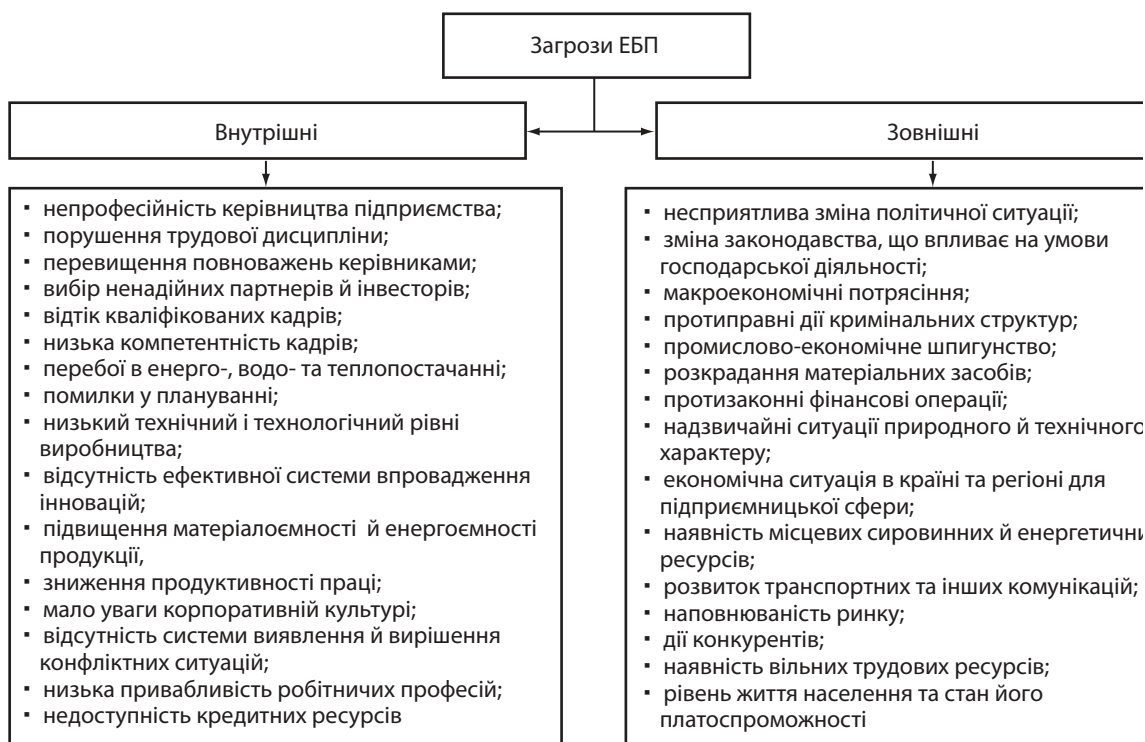 Загрози ЕБП
Внутрішні
▪ непрофесійність керівництва підприємства;
▪ порушення трудової дисципліни;
▪ перевищення повноважень керівниками;
▪ вибір ненадійних партнерів й інвесторів;
▪ відтік кваліфікованих кадрів;
▪ низька компетентність кадрів;
▪ перебої в енерго-, водо- та теплопостачанні;
▪ помилки у плануванні;
▪ низький технічний і технологічний рівні
виробництва;
▪ відсутність ефективної системи впровадження
інновацій;
▪ підвищення матеріалоємності й енергоємності
продукції,
▪ зниження продуктивності праці;
▪ мало уваги корпоративній культурі;
▪ відсутність системи виявлення й вирішення
конфліктних ситуацій;
▪ низька привабливість робітничих професій;
▪ недоступність кредитних ресурсів
Зовнішні
▪ несприятлива зміна політичної ситуації;
▪ зміна законодавства, що впливає на умови
господарської діяльності;
▪ макроекономічні потрясіння;
▪ протиправні дії кримінальних структур;
▪ промислово-економічне шпигунство;
▪ розкрадання матеріальних засобів;
▪ протизаконні фінансові операції;
▪ надзвичайні ситуації природного й технічного
характеру;
▪ економічна ситуація в країні та регіоні для
підприємницької сфери;
▪ наявність місцевих сировинних й
ресурсів;
▪ розвиток транспортних та інших комунікацій;
▪ наповнюваність ринку;
▪ дії конкурентів;
▪ наявність вільних трудових ресурсів;
▪ рівень життя населення та стан його
платоспроможності